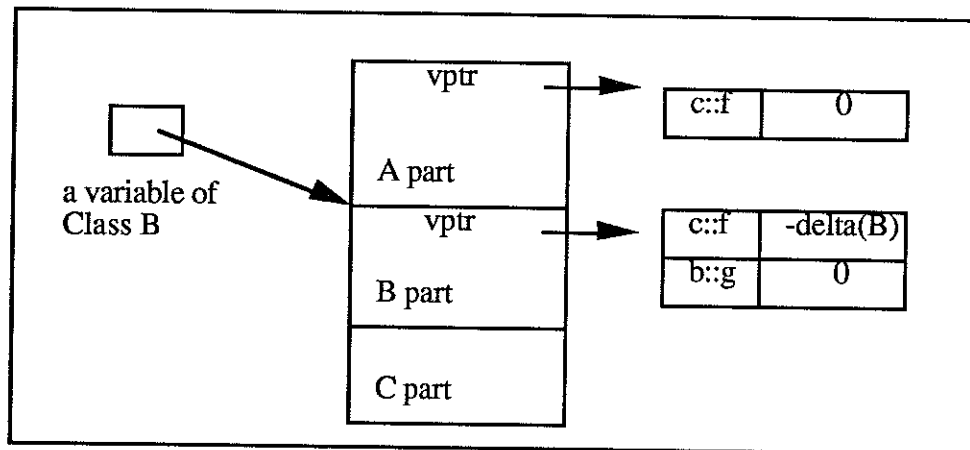 vptr
c::f 0
A part
a variable of
Class B
vptr
c::f -delta(B)
b::g 0
B part
C part